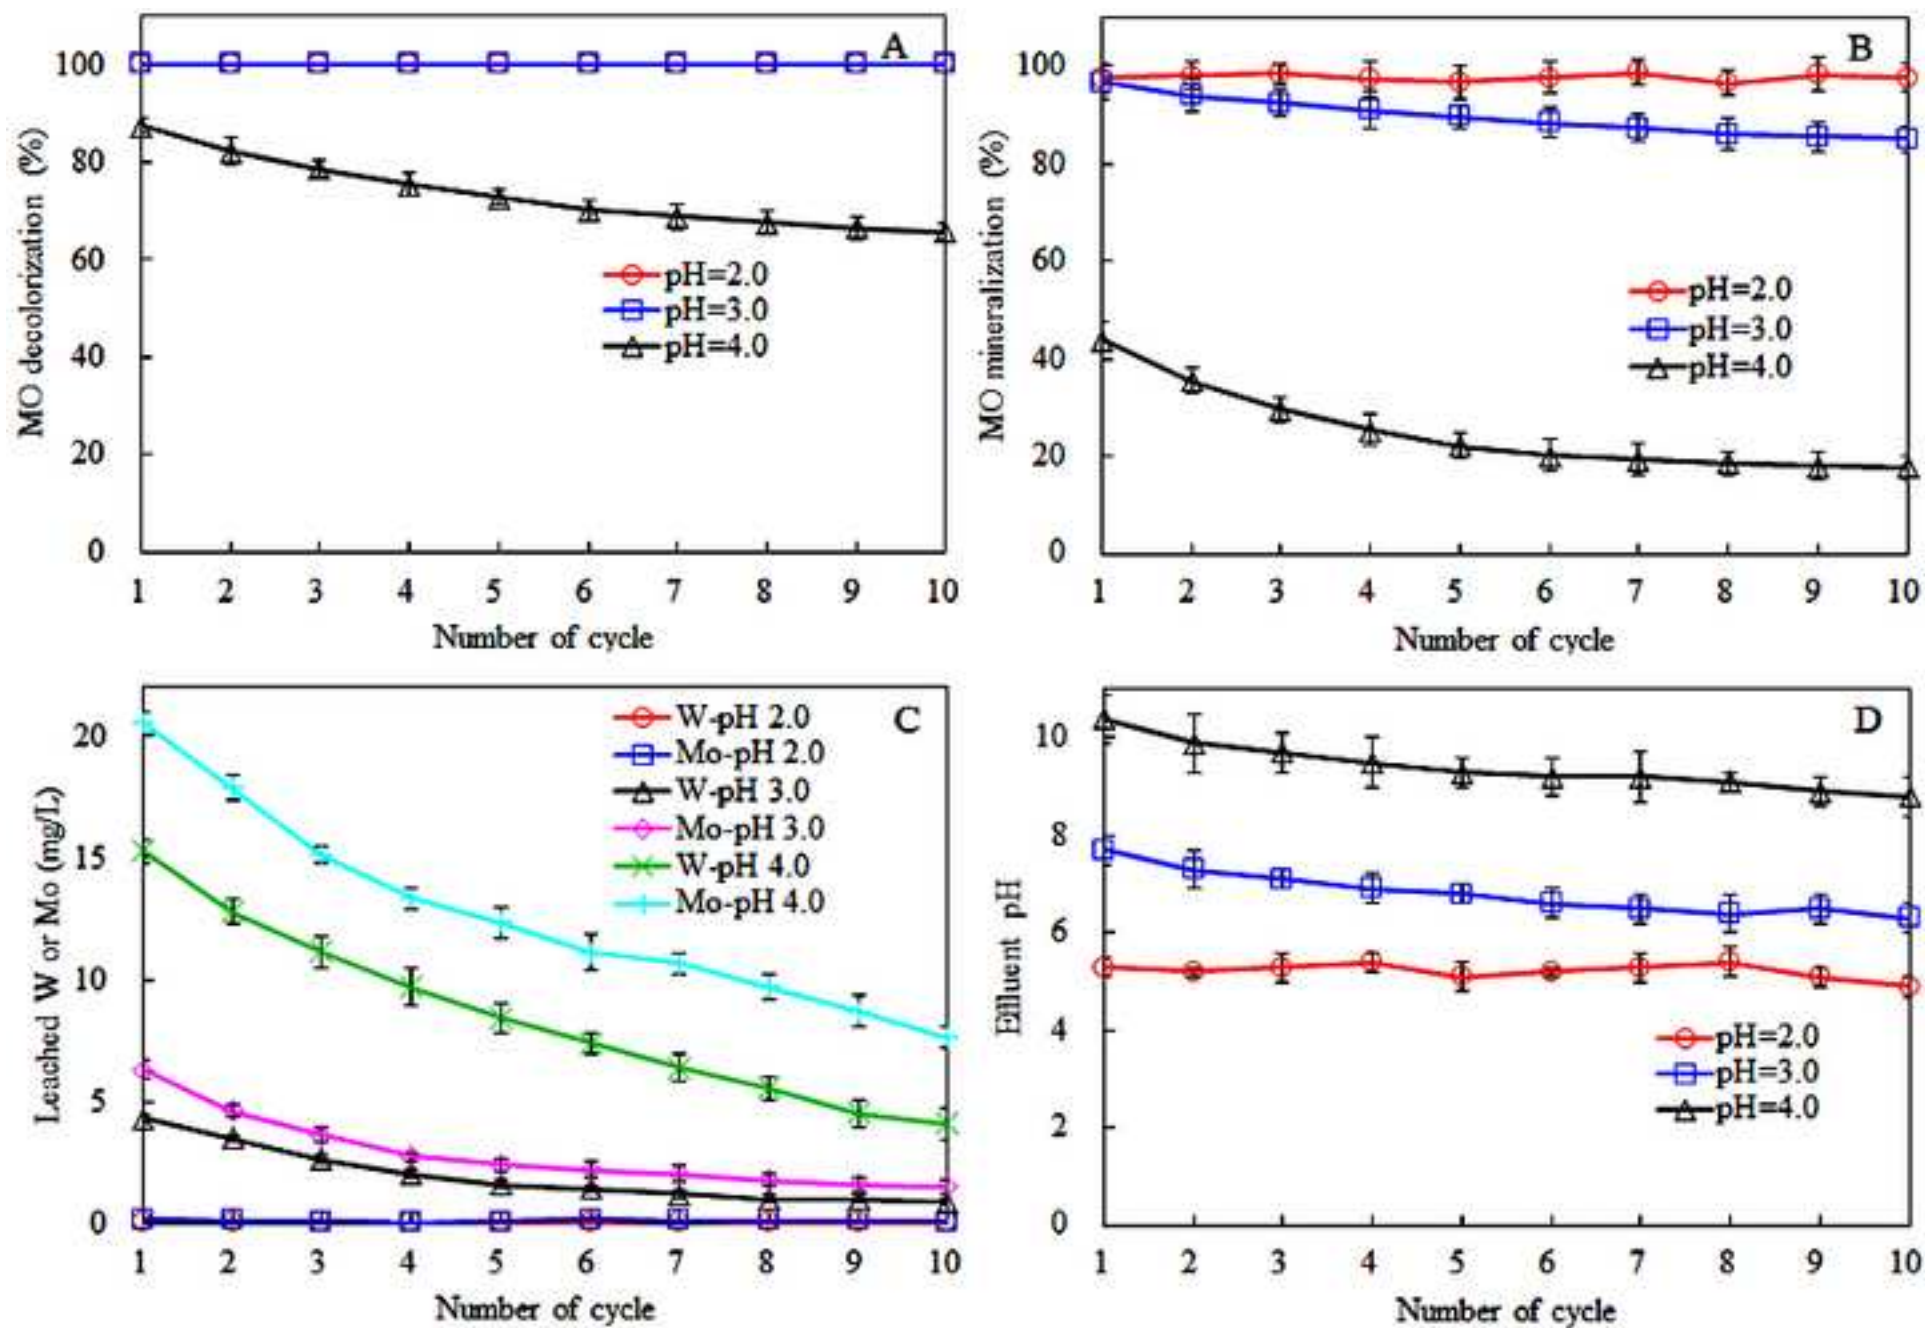 A
MO decolorization (%)
100
80
60
40
20
0
pH=2.0
pH=3.0
pH=4.0
1 2 3 4 5 6 7 8 9 10
Number of cycle
B
MO mineralization (%)
100
80
60
40
20
0
pH=2.0
pH=3.0
pH=4.0
1 2 3 4 5 6 7 8 9 10
Number of cycle
C
Leached W or Mo (mg/L)
20
15
10
5
0
W-pH 2.0
Mo-pH 2.0
W-pH 3.0
Mo-pH 3.0
W-pH 4.0
Mo-pH 4.0
1 2 3 4 5 6 7 8 9 10
Number of cycle
D
Effluent pH
10
8
6
4
2
0
pH=2.0
pH=3.0
pH=4.0
1 2 3 4 5 6 7 8 9 10
Number of cycle